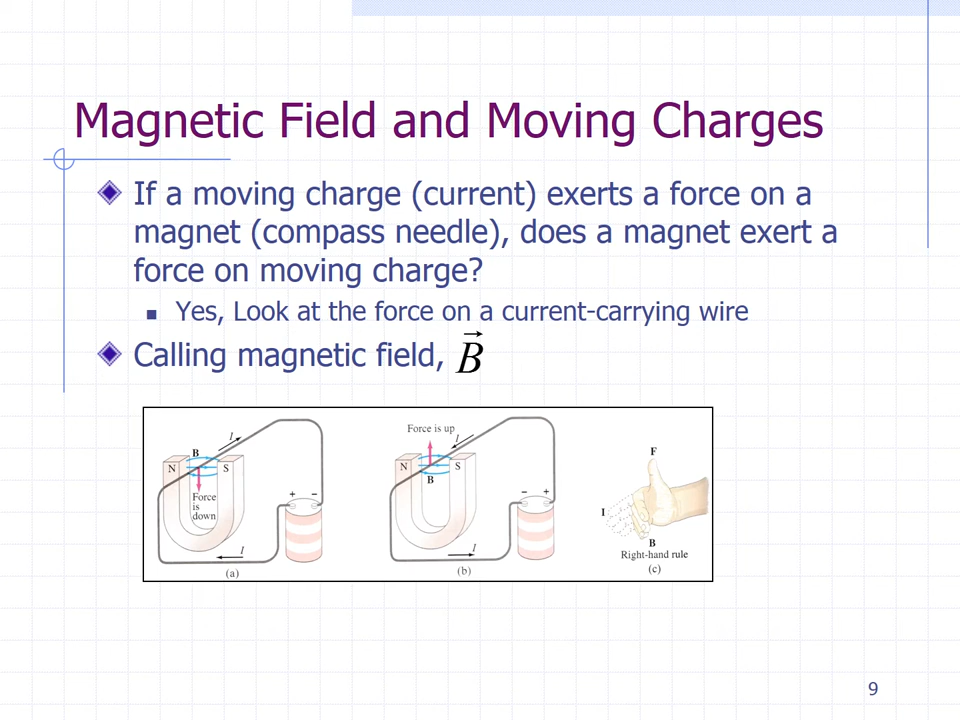 Magnetic Field and Moving Charges
If a moving charge (current) exerts a force on a
magnet (compass needle), does a magnet exert a
force on moving charge?
Yes, Look at the force on a current-carrying wire
Calling magnetic field, B
I
B
N
S
Force
is
down
+ −
I
(a)
Force is up
I
N
S
B
− +
I
(b)
F
I
B
Right-hand rule
(c)
9